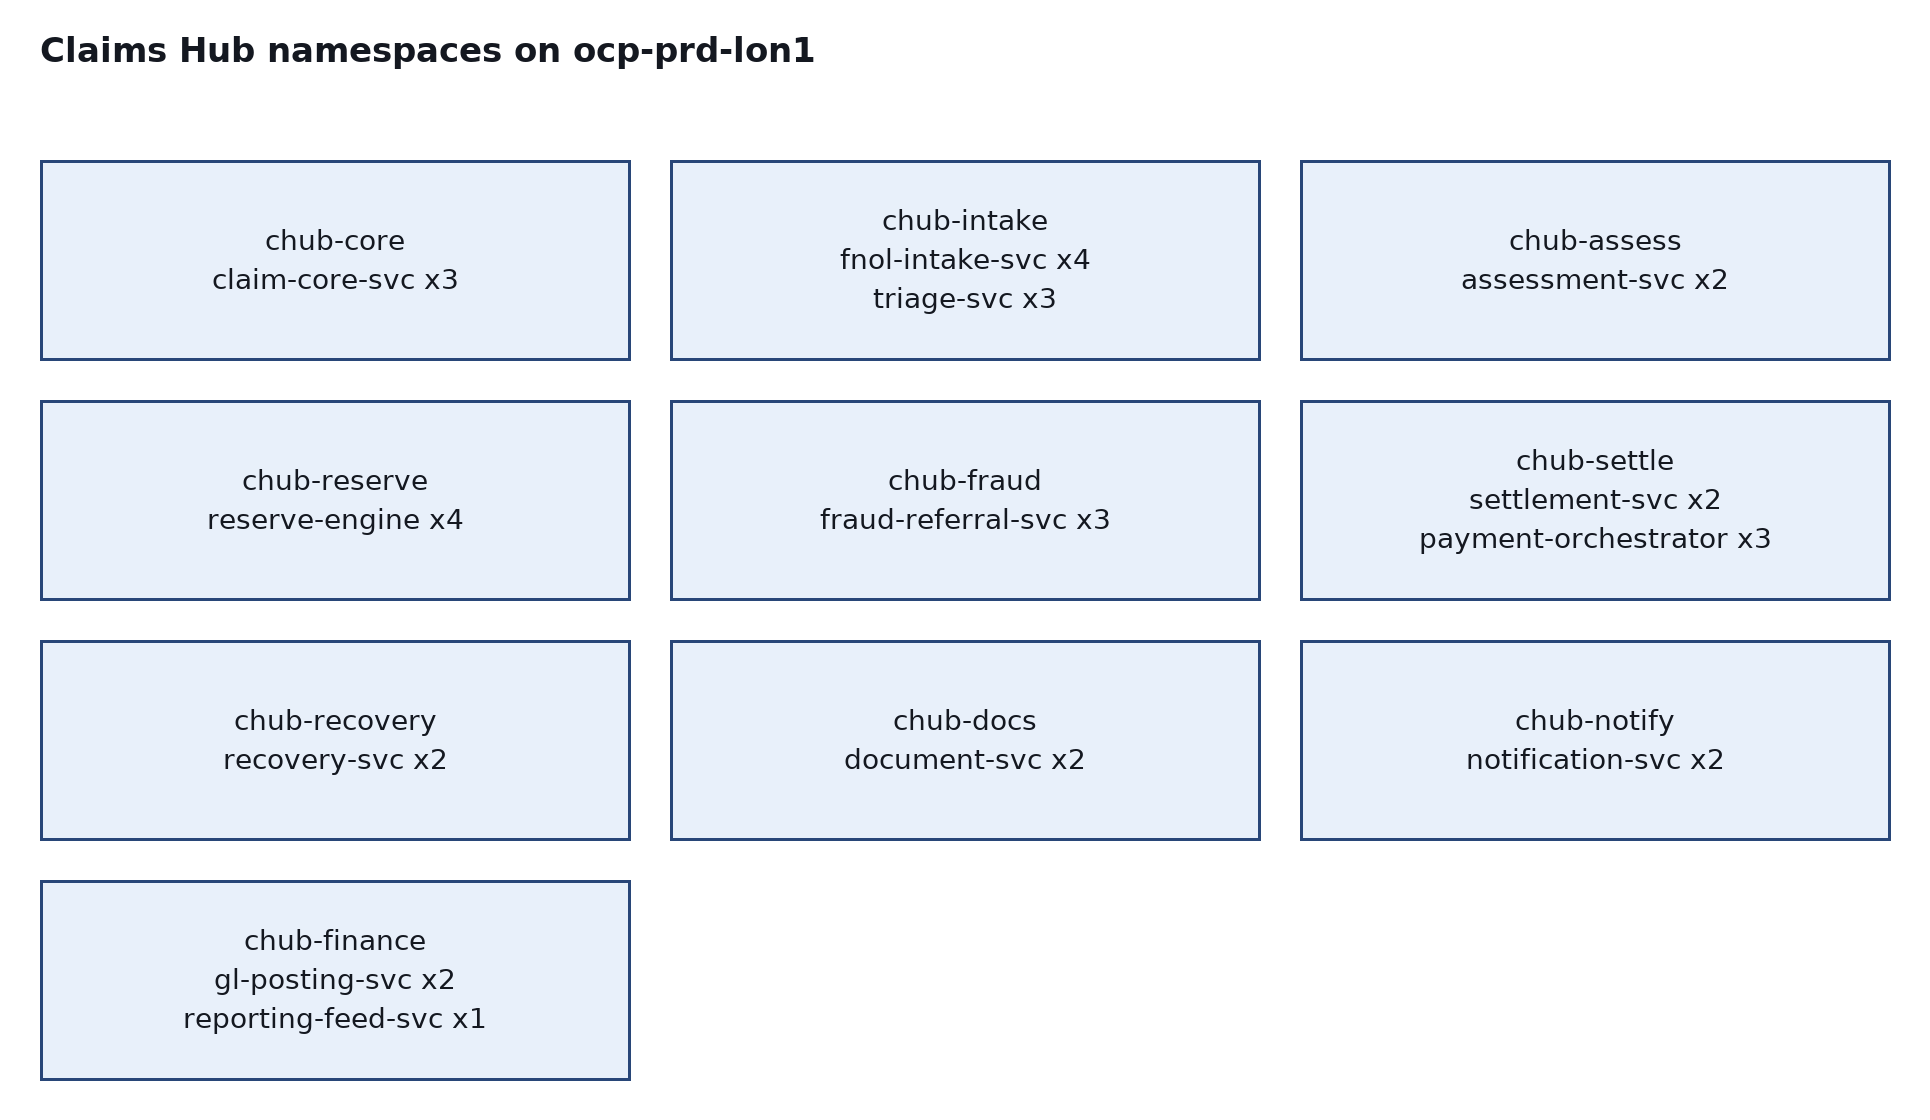 Claims Hub namespaces on ocp-prd-lon1
chub-core
claim-core-svc x3
chub-intake
fnol-intake-svc x4
triage-svc x3
chub-assess
assessment-svc x2
chub-reserve
reserve-engine x4
chub-fraud
fraud-referral-svc x3
chub-settle
settlement-svc x2
payment-orchestrator x3
chub-recovery
recovery-svc x2
chub-docs
document-svc x2
chub-notify
notification-svc x2
chub-finance
gl-posting-svc x2
reporting-feed-svc x1